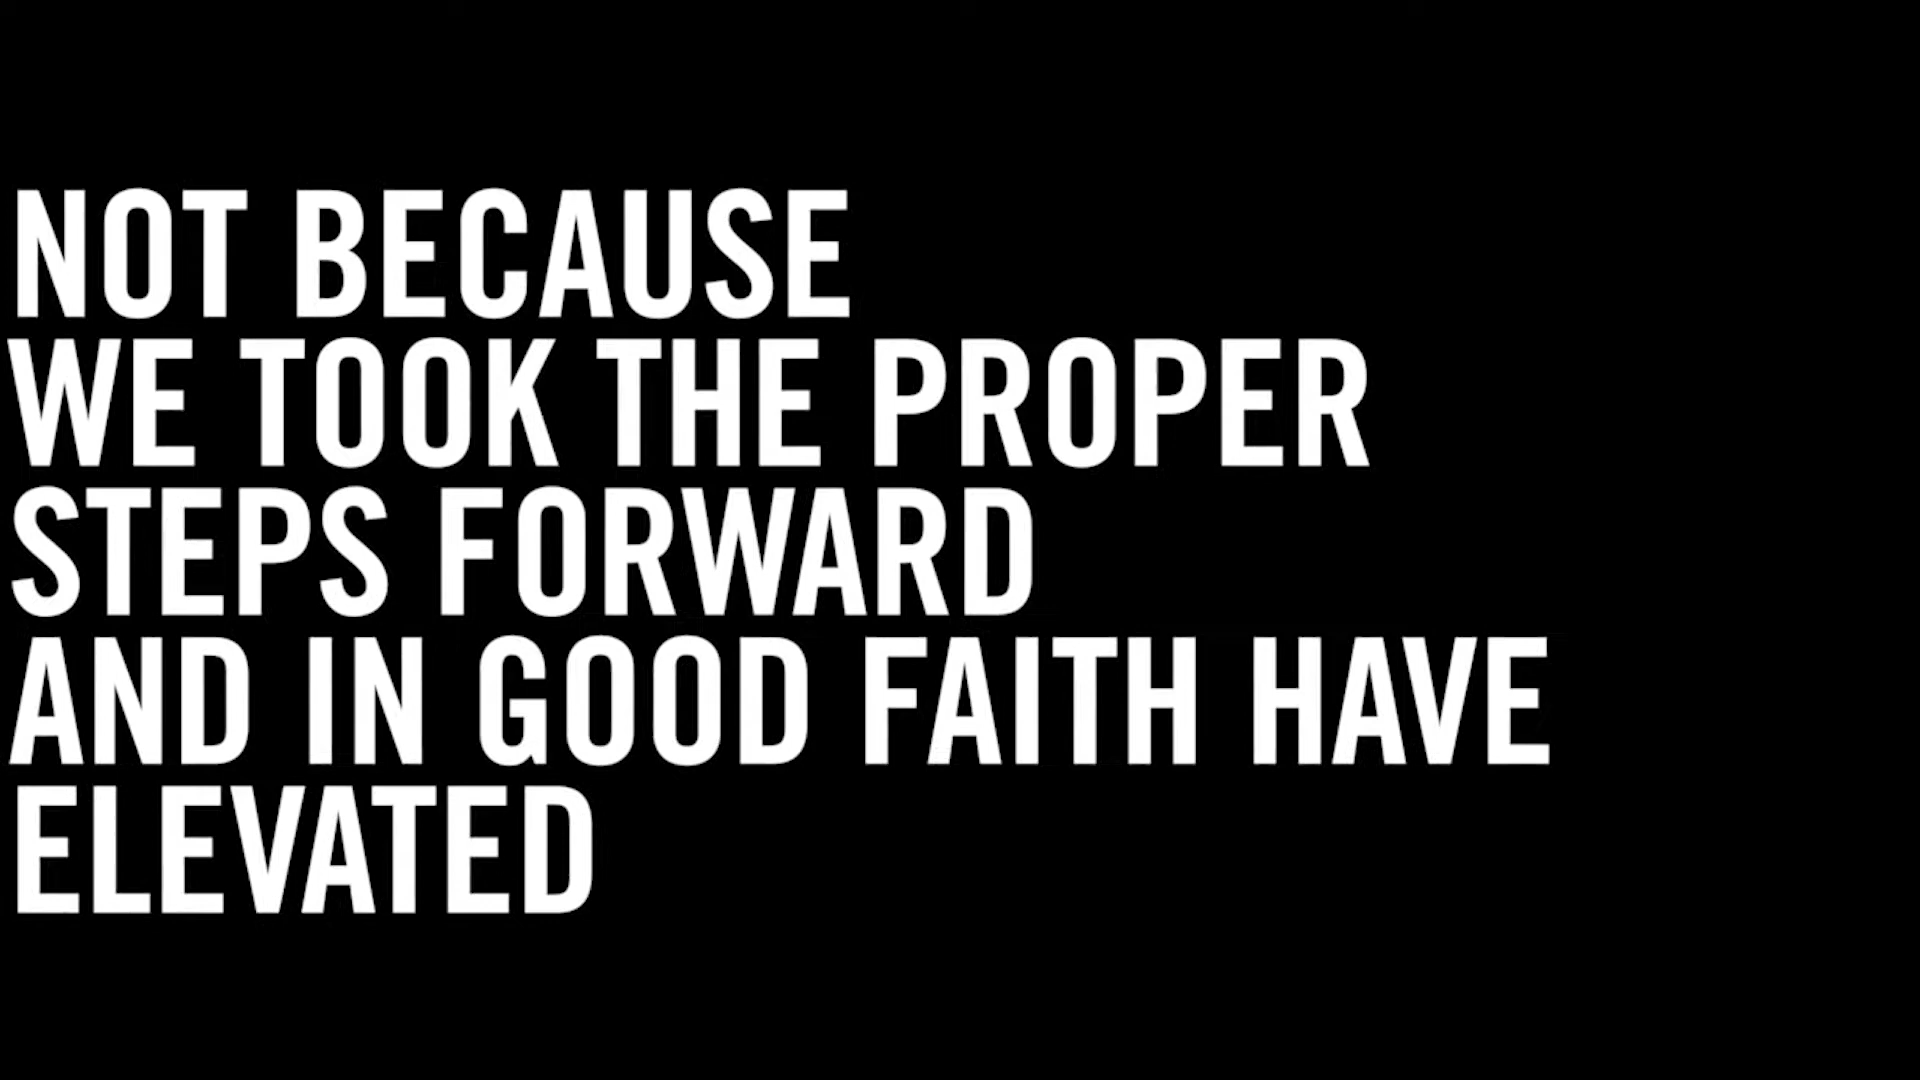 NOT BECAUSE
WE TOOK THE PROPER
STEPS FORWARD
AND IN GOOD FAITH HAVE
ELEVATED